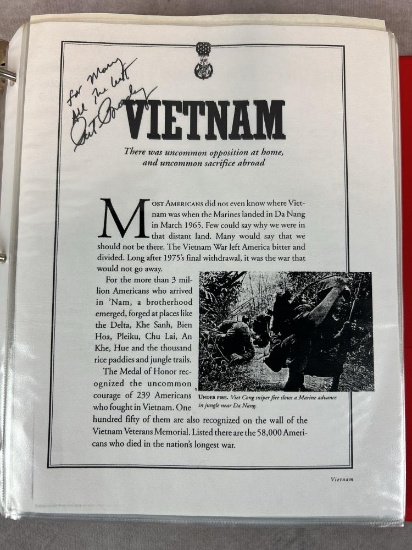 For Mary
All The Best
VIETNAM
There was uncommon opposition at home,
and uncommon sacrifice abroad
MOST AMERICANS did not even know where Viet-
nam was when the Marines landed in Da Nang
in March 1965. Few could say why we were in
that distant land. Many would say that we
should not be there. The Vietnam War left America bitter and
divided. Long after 1975's final withdrawal, it was the war that
would not go away.
For the more than 3 mil-
lion Americans who arrived
in 'Nam, a brotherhood
emerged, forged at places like
the Delta, Khe Sanh, Bien
Hoa, Pleiku, Chu Lai, An
Khe, Hue and the thousand
rice paddies and jungle trails.
The Medal of Honor rec-
ognized the uncommon
courage of 239 Americans
who fought in Vietnam. One
hundred fifty of them are also recognized on the wall of the
Vietnam Veterans Memorial. Listed there are the 58,000 Ameri-
cans who died in the nation's longest war.
UNDER FIRE. Viet Cong sniper fire slows a Marine advance
in jungle near Da Nang.
Vietnam